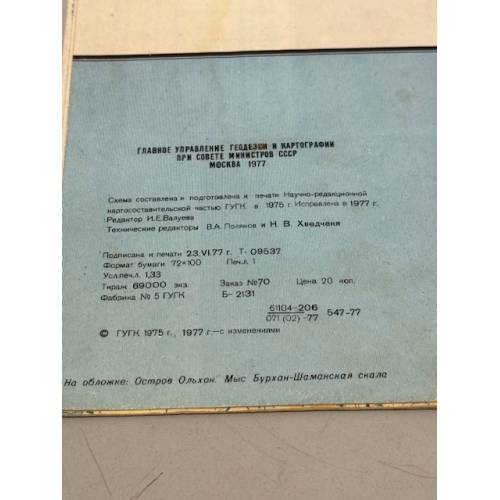 ГЛАВНОЕ УПРАВЛЕНИЕ ГЕОДЕЗИИ И КАРТОГРАФИИ
ПРИ СОВЕТЕ МИНИСТРОВ СССР
МОСКВА 1977
Схема составлена и подготовлена к печати Научно-редакционной
картосоставительной частью ГУГК в 1975 г. Исправлена в 1977 г.
Редактор И.Е.Валуева
Технические редакторы В.А. Поляков и Н. В. Хведченя
Подписана к печати 23.VI.77 г. Т- 09537
Формат бумаги 72×100 Печ.л. 1
Усл.печ.л. 1,33
Тираж 69000 экз. Заказ №70 Цена 20 коп.
Фабрика № 5 ГУГК Б- 2131
61104-206
071 (02) -77 547-77
© ГУГК 1975 г., 1977 г.-с изменениями
На обложке: Остров Ольхон. Мыс Бурхан-Шаманская скала